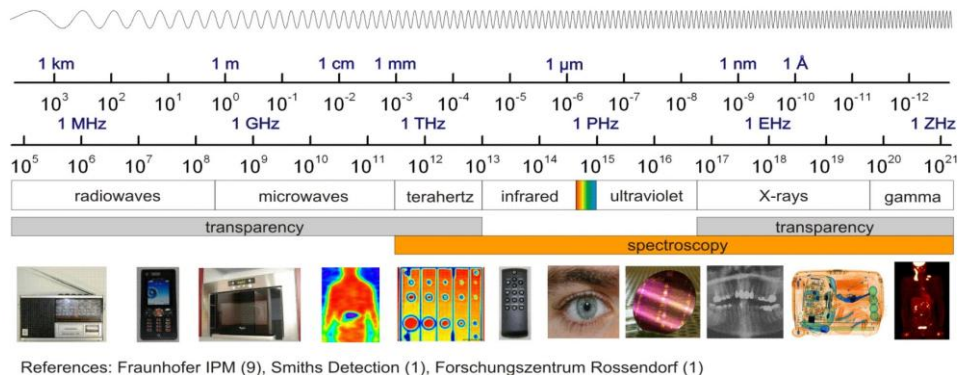 1 km 1 m 1 cm 1 mm 1 µm 1 nm 1 Å
10³ 10² 10¹ 10⁰ 10⁻¹ 10⁻² 10⁻³ 10⁻⁴ 10⁻⁵ 10⁻⁶ 10⁻⁷ 10⁻⁸ 10⁻⁹ 10⁻¹⁰ 10⁻¹¹ 10⁻¹²
1 MHz 1 GHz 1 THz 1 PHz 1 EHz 1 ZHz
10⁵ 10⁶ 10⁷ 10⁸ 10⁹ 10¹⁰ 10¹¹ 10¹² 10¹³ 10¹⁴ 10¹⁵ 10¹⁶ 10¹⁷ 10¹⁸ 10¹⁹ 10²⁰ 10²¹
radiowaves microwaves terahertz infrared ultraviolet X-rays gamma
transparency transparency
spectroscopy
References: Fraunhofer IPM (9), Smiths Detection (1), Forschungszentrum Rossendorf (1)